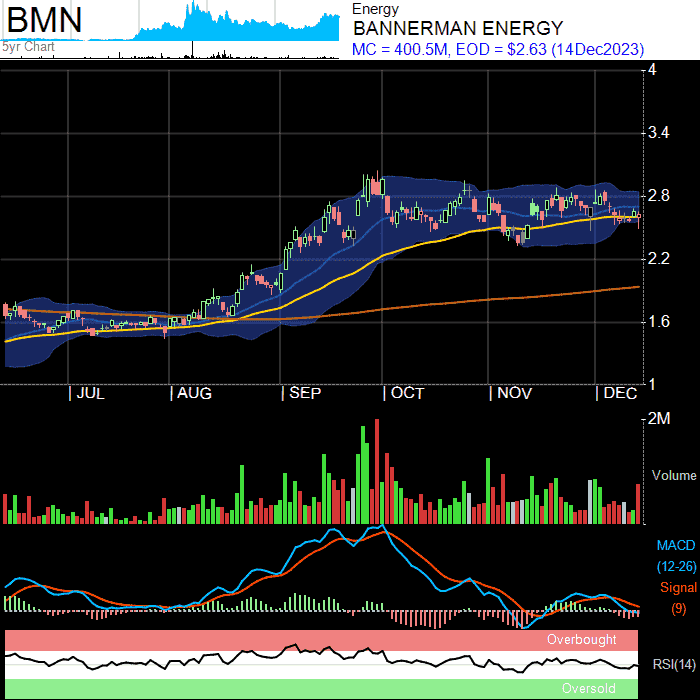 BMN
5yr Chart
Energy
BANNERMAN ENERGY
MC = 400.5M, EOD = $2.63 (14Dec2023)
4
3.4
2.8
2.2
1.6
1
JUL AUG SEP OCT NOV DEC
2M
Volume
MACD
(12-26)
Signal
(9)
Overbought
RSI(14)
Oversold